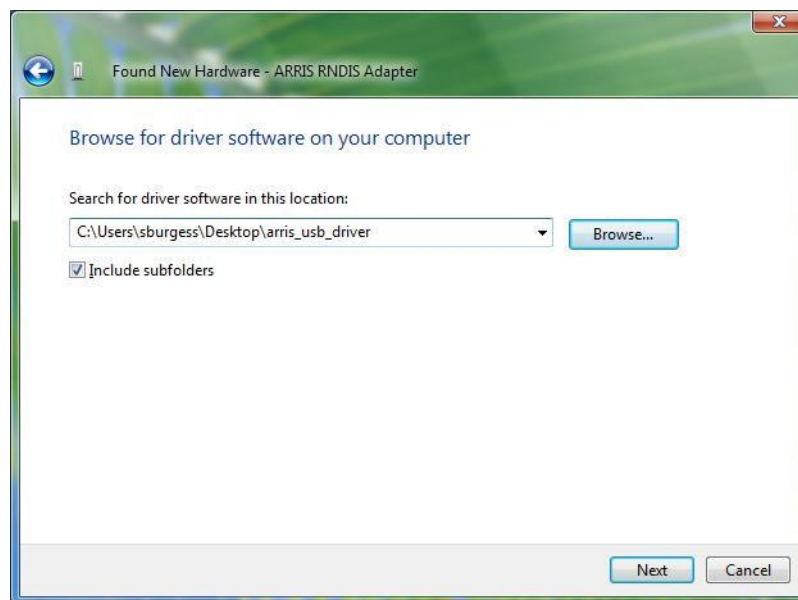 Found New Hardware - ARRIS RNDIS Adapter
Browse for driver software on your computer
Search for driver software in this location:
C:\Users\sburgess\Desktop\arris_usb_driver
Browse...
Include subfolders
Next
Cancel